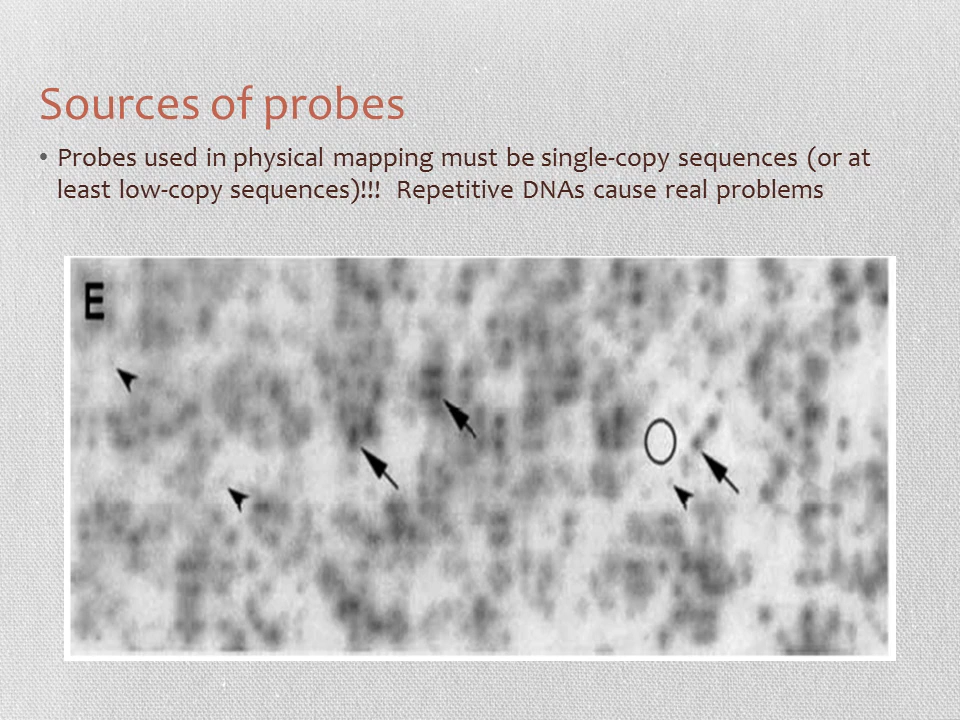 Sources of probes
• Probes used in physical mapping must be single-copy sequences (or at
least low-copy sequences)!!! Repetitive DNAs cause real problems
E